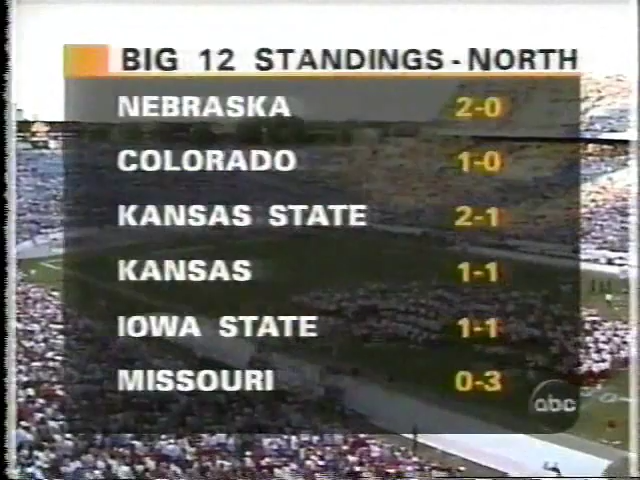 BIG 12 STANDINGS - NORTH
NEBRASKA 2-0
COLORADO 1-0
KANSAS STATE 2-1
KANSAS 1-1
IOWA STATE 1-1
MISSOURI 0-3
abc